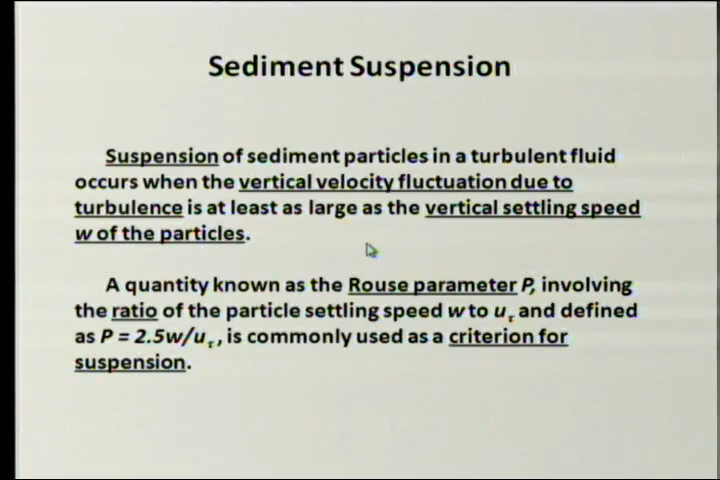 Sediment Suspension
Suspension of sediment particles in a turbulent fluid
occurs when the vertical velocity fluctuation due to
turbulence is at least as large as the vertical settling speed
w of the particles.
A quantity known as the Rouse parameter P, involving
the ratio of the particle settling speed w to uτ and defined
as P = 2.5w/uτ, is commonly used as a criterion for
suspension.